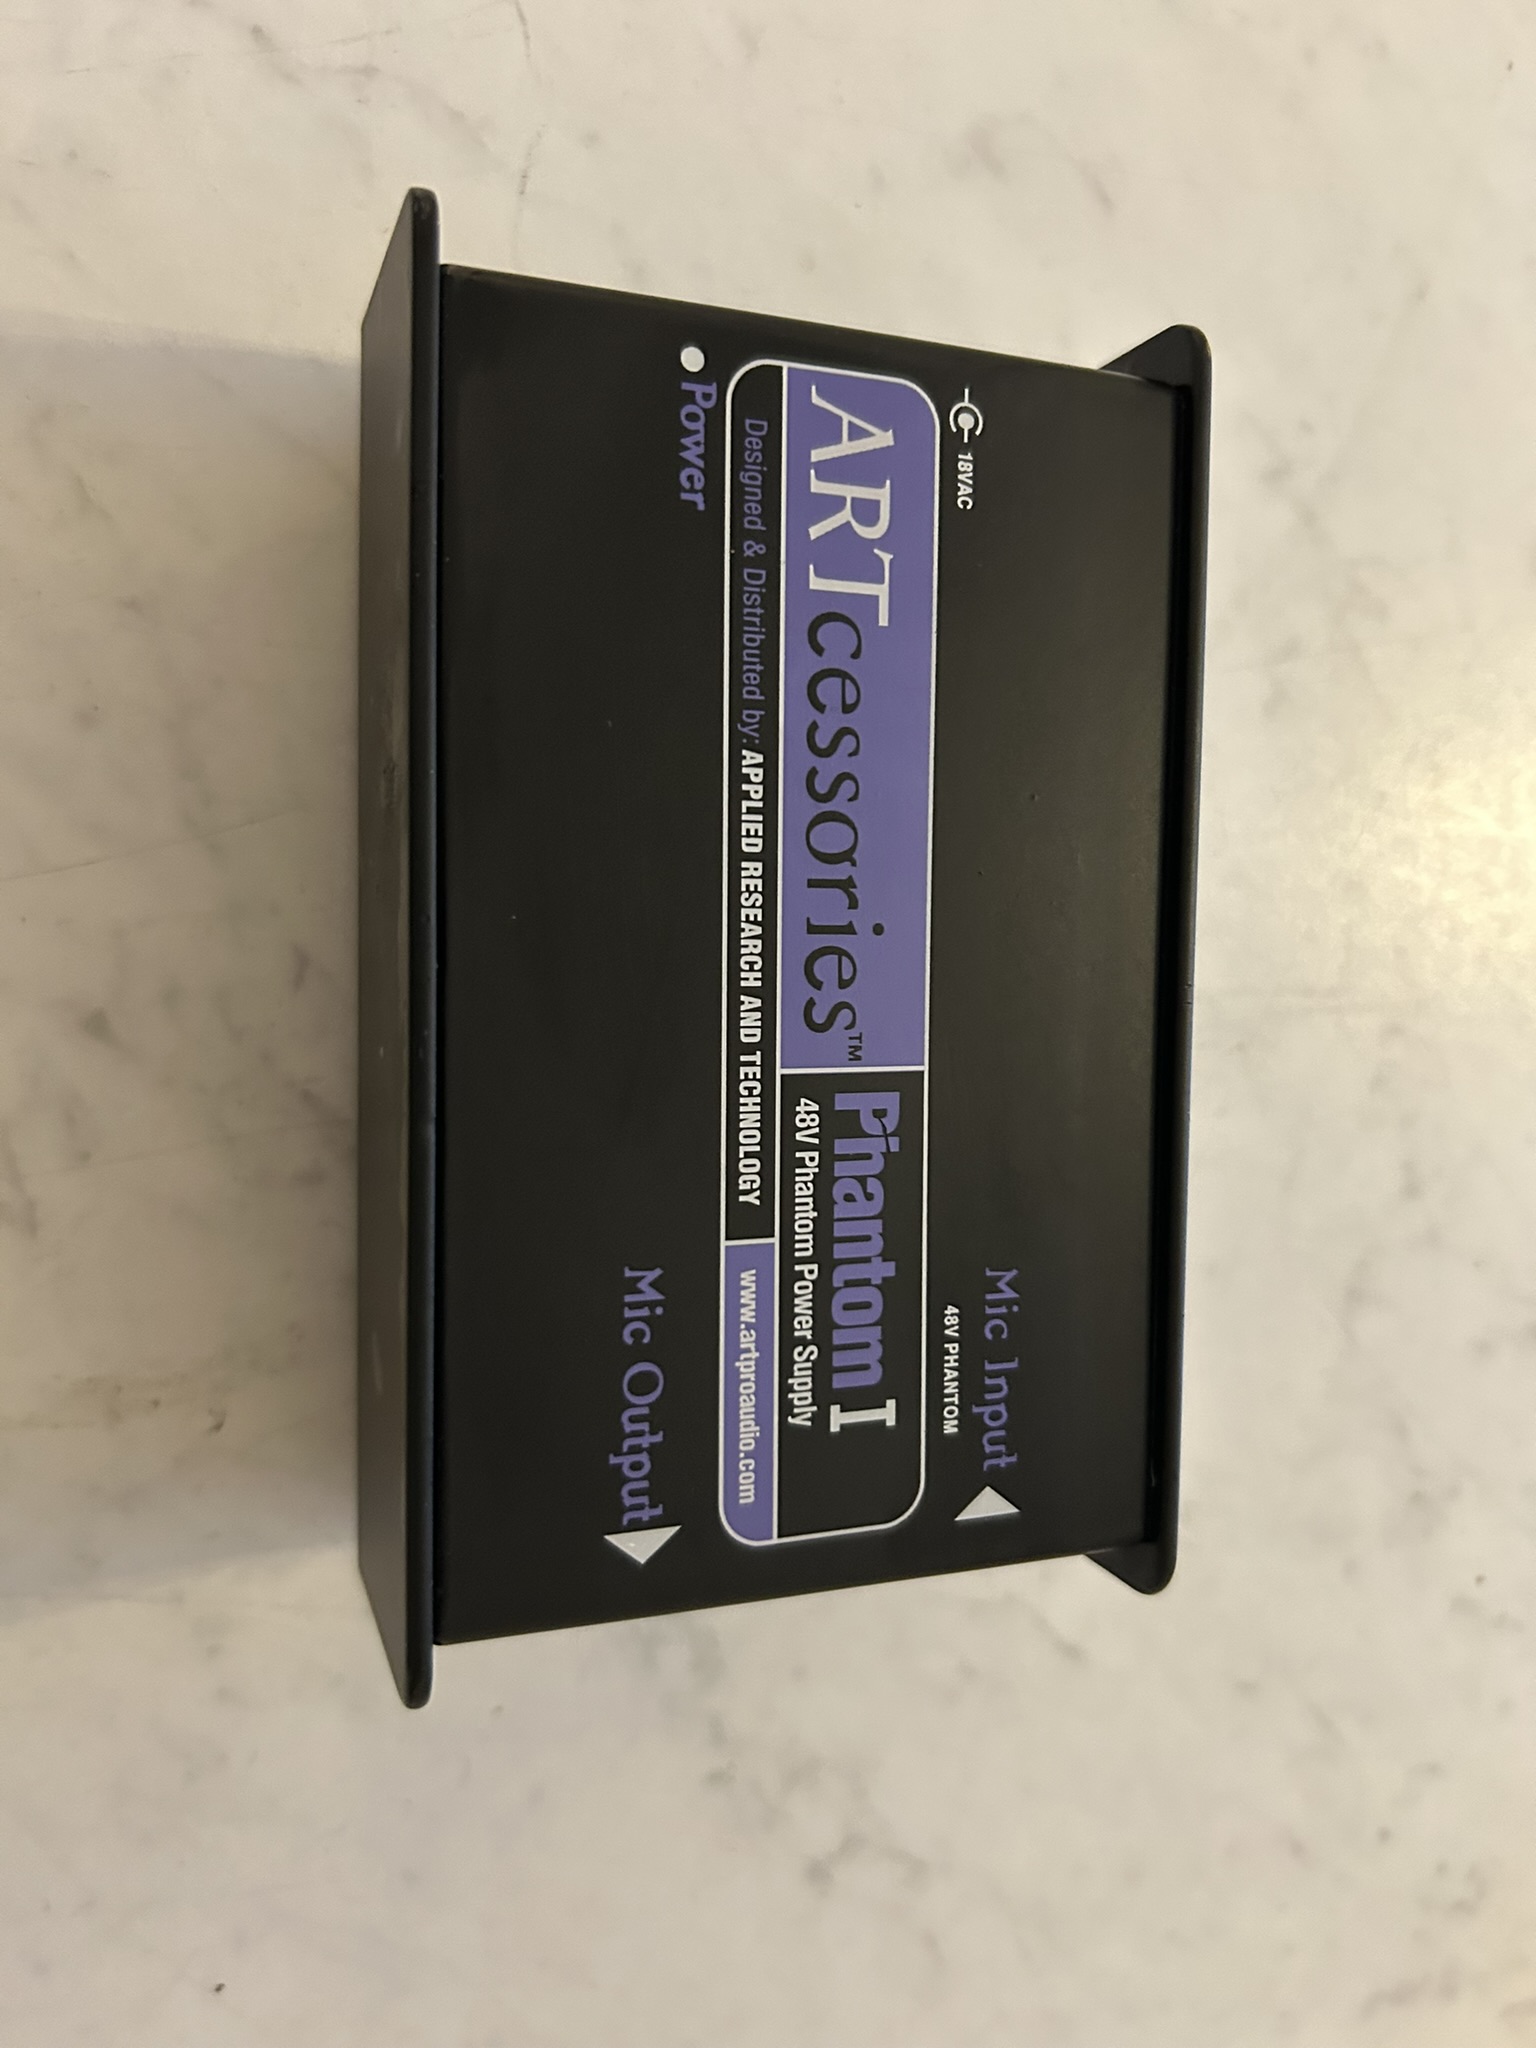 18VAC
Mic Input
48V PHANTOM
ARTcessories™
Phantom I
48V Phantom Power Supply
Designed & Distributed by: APPLIED RESEARCH AND TECHNOLOGY
www.artproaudio.com
Power
Mic Output